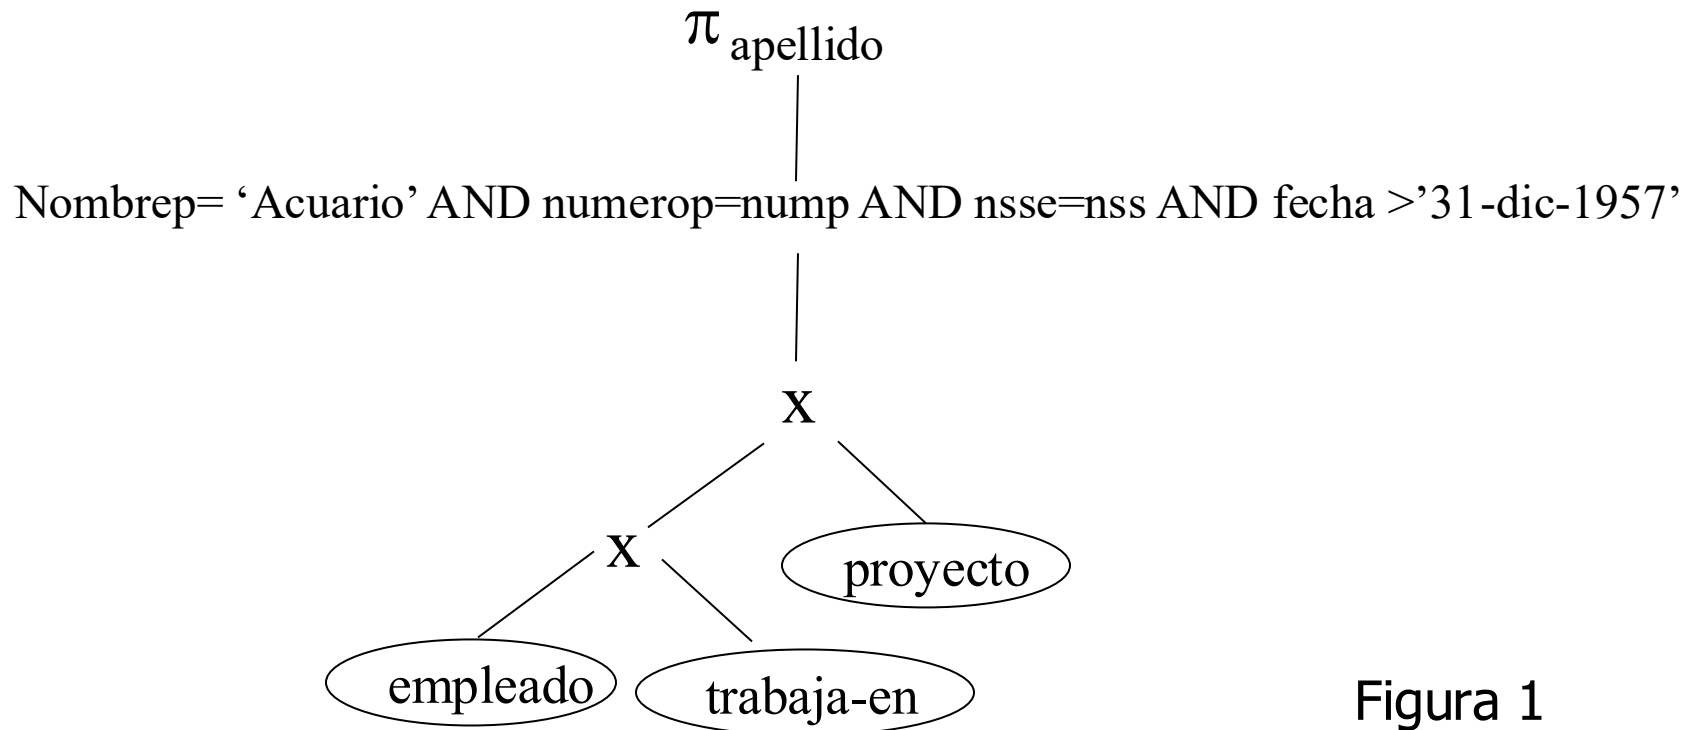 π apellido
Nombrep= ‘Acuario’ AND numerop=nump AND nsse=nss AND fecha >’31-dic-1957’
x
x
proyecto
empleado
trabaja-en
Figura 1